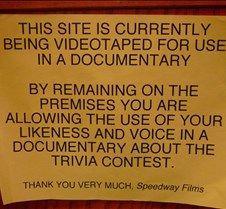 THIS SITE IS CURRENTLY
BEING VIDEOTAPED FOR USE
IN A DOCUMENTARY
BY REMAINING ON THE
PREMISES YOU ARE
ALLOWING THE USE OF YOUR
LIKENESS AND VOICE IN A
DOCUMENTARY ABOUT THE
TRIVIA CONTEST.
THANK YOU VERY MUCH, Speedway Films